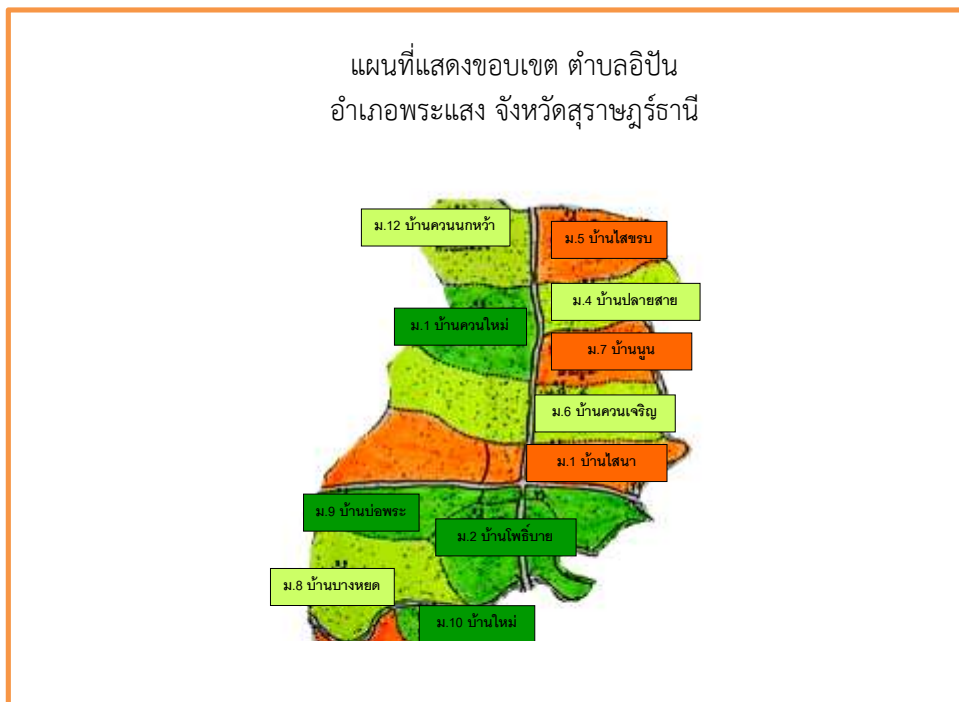 แผนที่แสดงขอบเขต ตำบลอิปัน
อำเภอพระแสง จังหวัดสุราษฎร์ธานี
ม.12 บ้านควนนกหว้า
ม.5 บ้านไสขรบ
ม.4 บ้านปลายสาย
ม.1 บ้านควนใหม่
ม.7 บ้านนูน
ม.6 บ้านควนเจริญ
ม.1 บ้านไสนา
ม.9 บ้านบ่อพระ
ม.2 บ้านโพธิ์บาย
ม.8 บ้านบางหยด
ม.10 บ้านใหม่